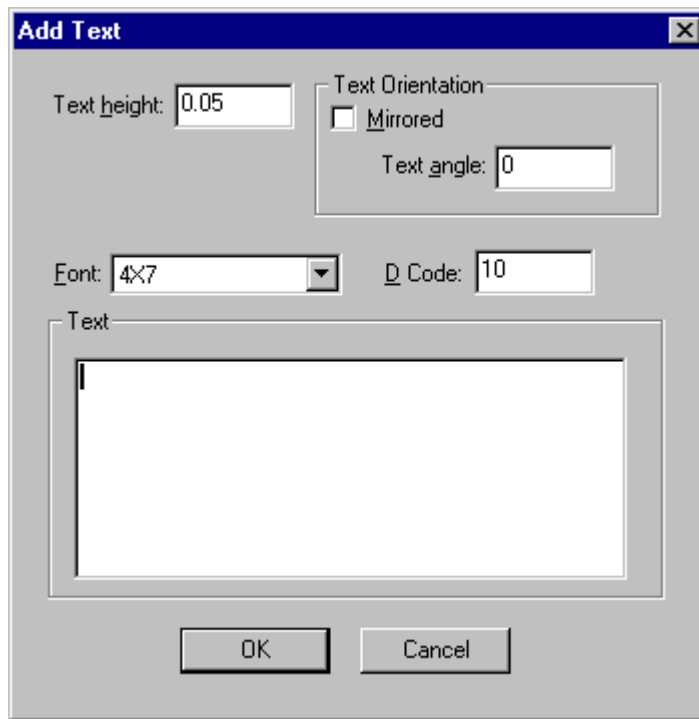 Add Text
Text height: 0.05
Text Orientation
Mirrored
Text angle: 0
Font: 4X7
D Code: 10
Text
OK
Cancel